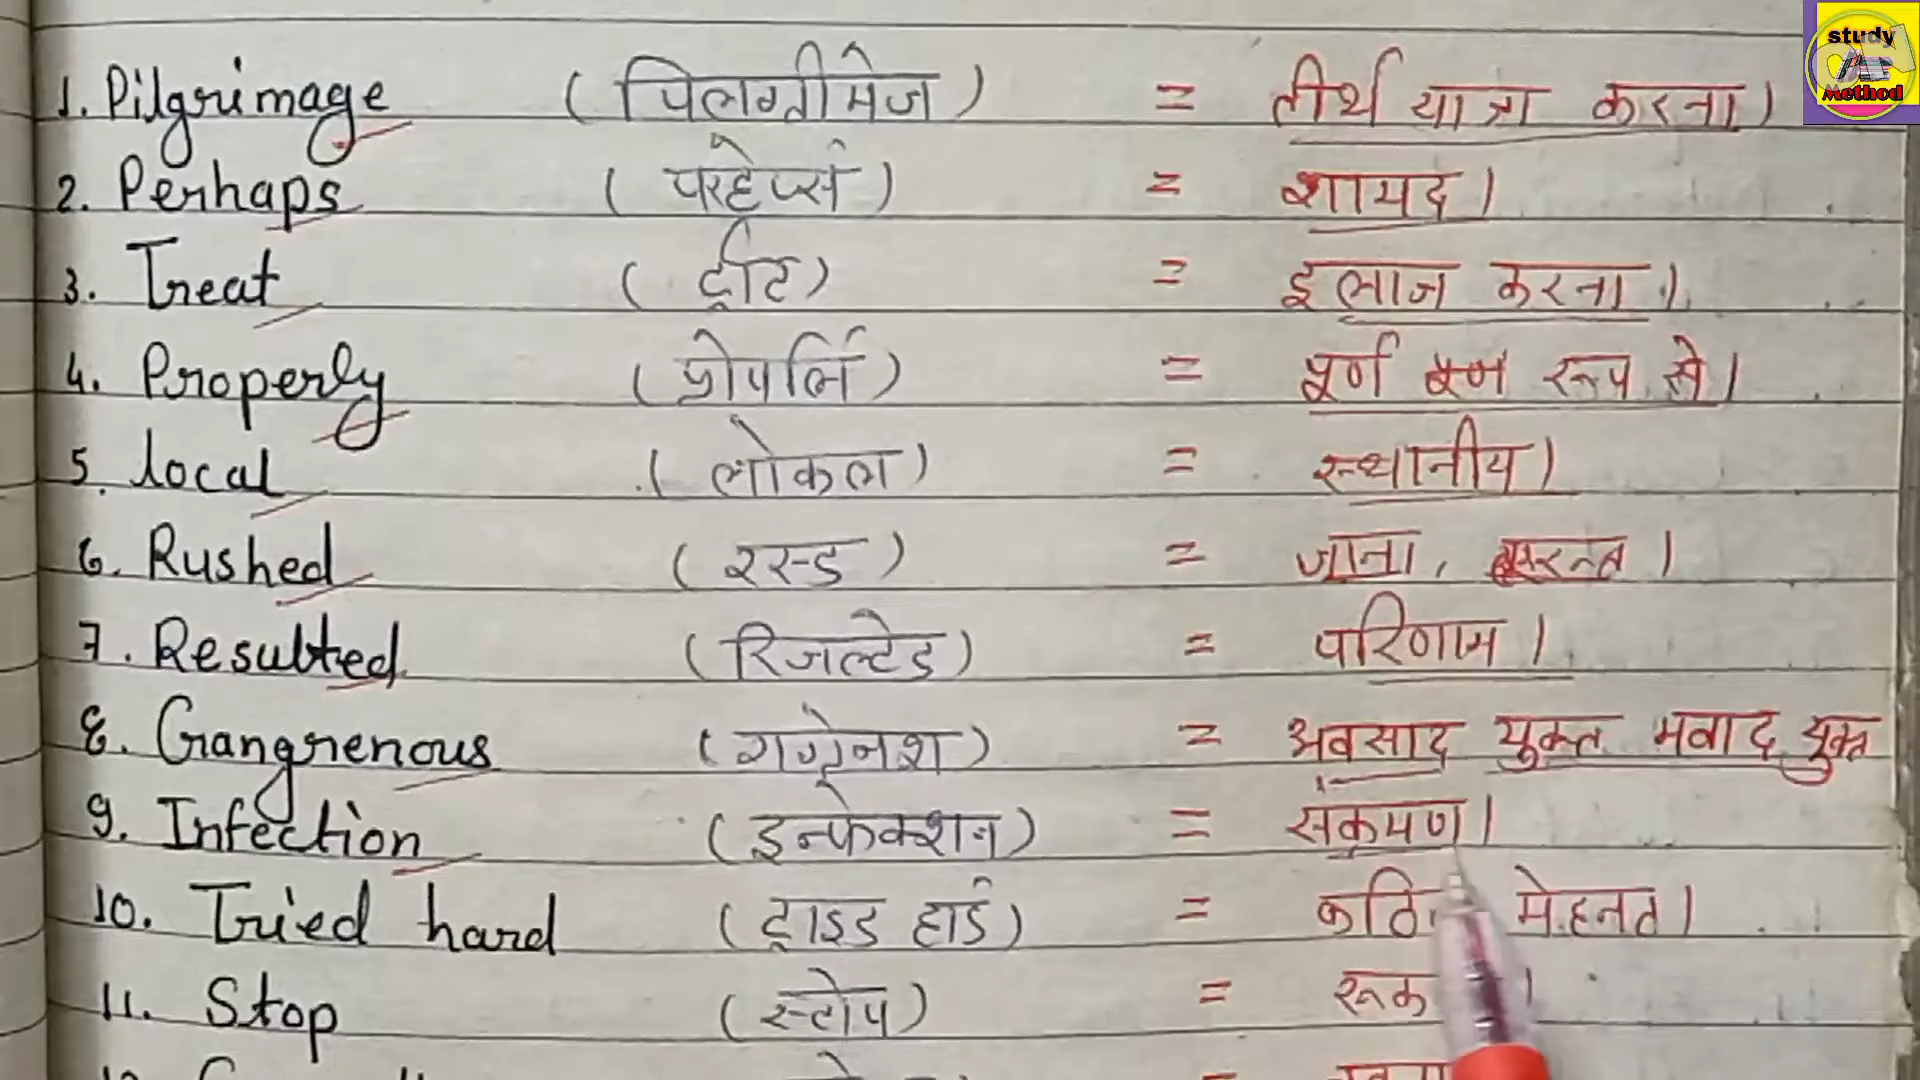 study
Method
1. Pilgrimage (पिलग्रीमेज) = तीर्थ यात्रा करना।
2. Perhaps (परहेर्प्स) = शायद।
3. Treat (ट्रीट) = इलाज करना।
4. Properly (प्रोपर्लि) = पूर्ण रूप से।
5. local (लोकल) = स्थानीय।
6. Rushed (रस्ड) = जाना,
7. Resulted (रिजल्टेड) = परिणाम।
8. Gangrenous (गग्रेनश) = अवसाद युक्त मवाद युक्त
9. Infection (इन्फेक्शन) = संक्रमण।
10. Tried hard (ट्राइड हार्ड) = मेहनत।
11. Stop (स्टोप) =